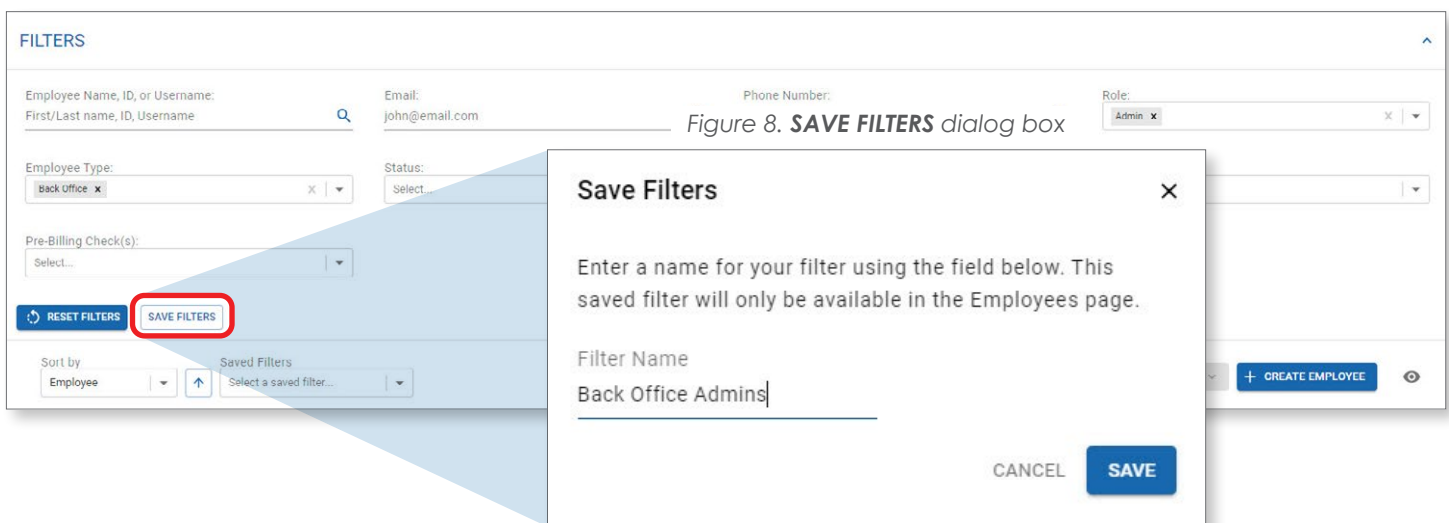 FILTERS
Employee Name, ID, or Username:
First/Last name, ID, Username
Email:
john@email.com
Phone Number:
Role:
Admin x
Figure 8. SAVE FILTERS dialog box
Employee Type:
Back Office x
Status:
Select...
Pre-Billing Check(s):
Select...
RESET FILTERS
SAVE FILTERS
Sort by
Employee
Saved Filters
Select a saved filter...
+ CREATE EMPLOYEE
Save Filters
Enter a name for your filter using the field below. This
saved filter will only be available in the Employees page.
Filter Name
Back Office Admins
CANCEL
SAVE